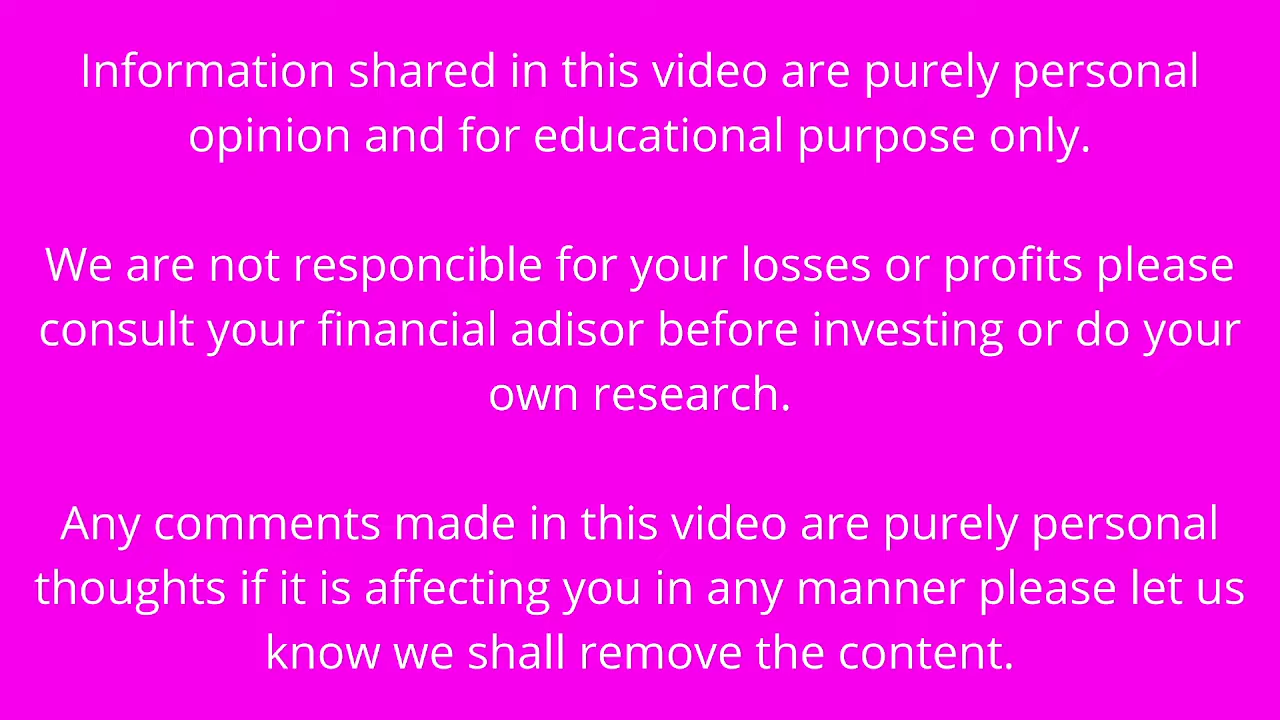 Information shared in this video are purely personal
opinion and for educational purpose only.
We are not responcible for your losses or profits please
consult your financial adisor before investing or do your
own research.
Any comments made in this video are purely personal
thoughts if it is affecting you in any manner please let us
know we shall remove the content.